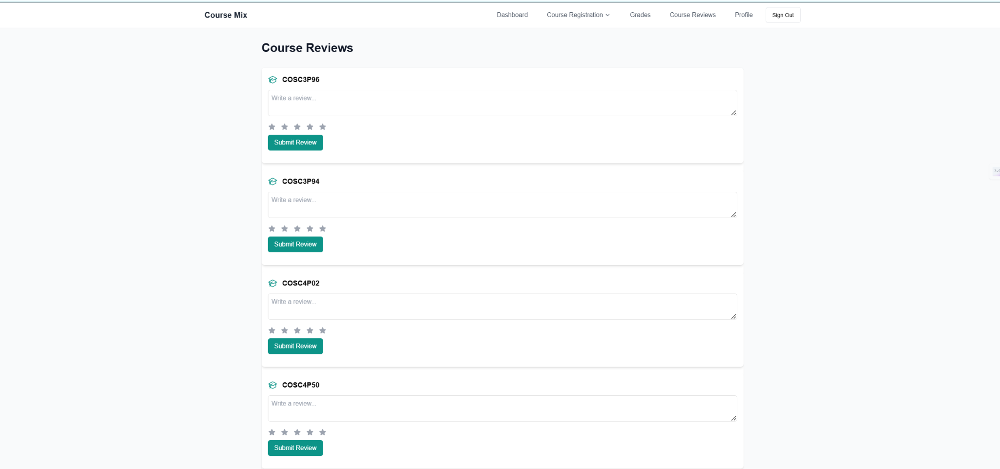 Course Mix Dashboard Course Registration Grades Course Reviews Profile Sign Out
Course Reviews
COSC3P96
Write a review...
Submit Review
COSC3P94
Write a review...
Submit Review
COSC4P02
Write a review...
Submit Review
COSC4P50
Write a review...
Submit Review